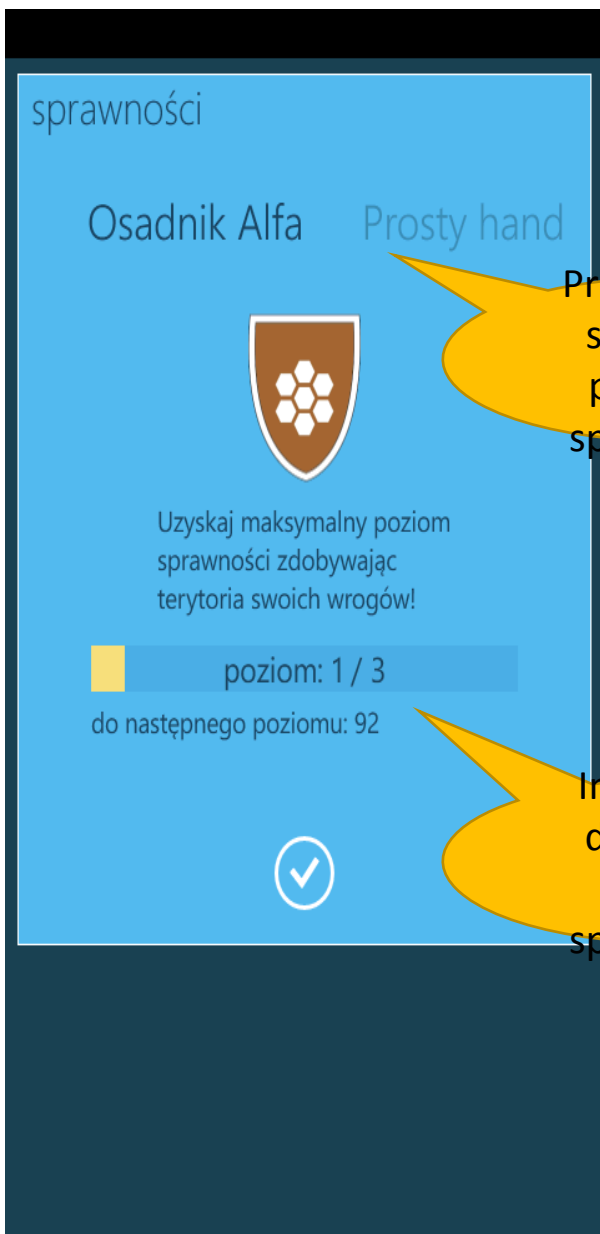 sprawności
Osadnik Alfa Prosty hand
Uzyskaj maksymalny poziom
sprawności zdobywając
terytoria swoich wrogów!
poziom: 1 / 3
do następnego poziomu: 92